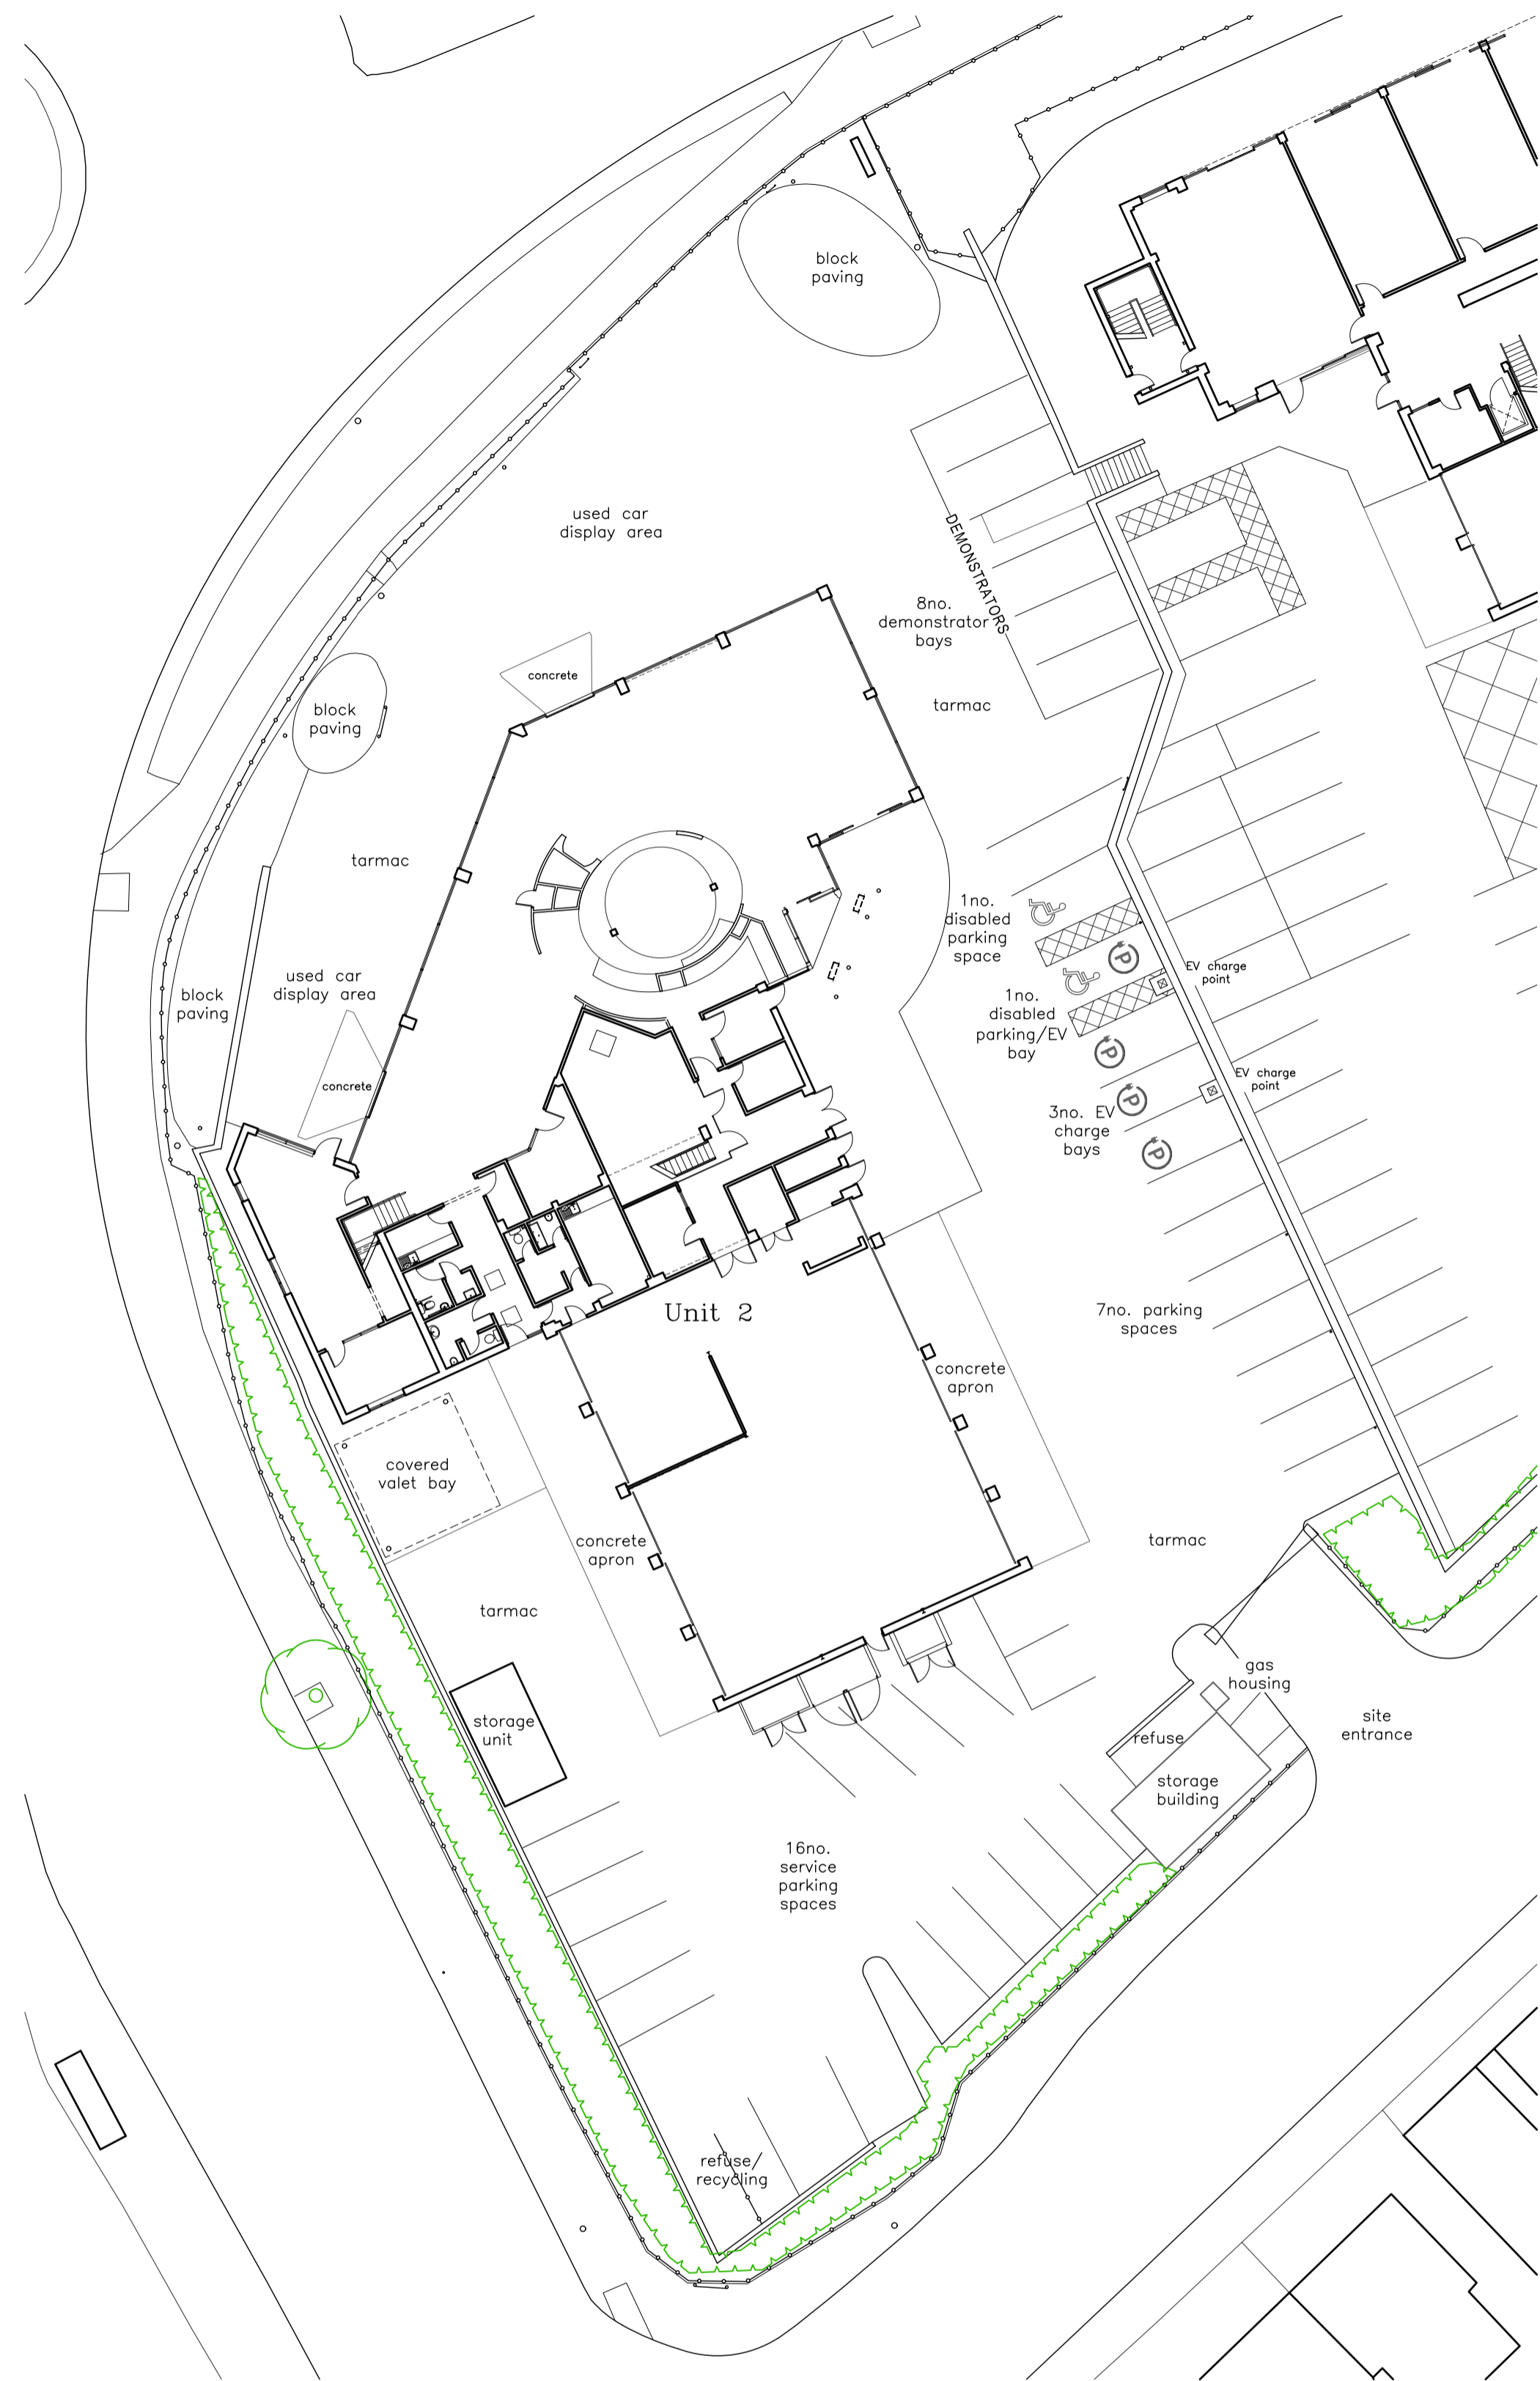 block
paving
used car
display area
DEMONSTRATORS
8no.
demonstrator
bays
concrete
block
paving
tarmac
tarmac
1no.
disabled
parking
space
P
EV charge
point
used car
display area
block
paving
1no.
disabled
parking/EV
bay
P
concrete
EV charge
point
3no. EV
charge
bays
P
P
Unit 2
7no. parking
spaces
concrete
apron
covered
valet bay
concrete
apron
tarmac
tarmac
gas
housing
storage
unit
refuse
site
entrance
storage
building
16no.
service
parking
spaces
refuse/
recycling